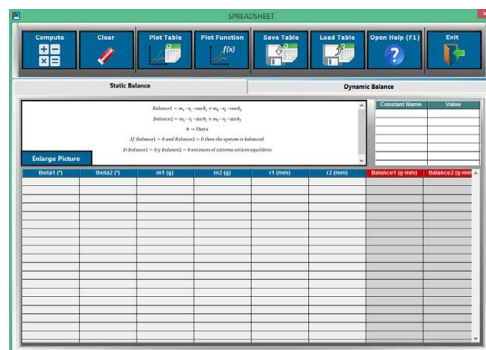 SPREADSHEET
Compute Clear Plot Table Plot Function Save Table Load Table Open Help (F1) Exit
f(x)
Static Balance Dynamic Balance
Balance1 = m₁ · r₁ · cos θ₁ + m₂ · r₂ · cos θ₂
Balance2 = m₁ · r₁ · sin θ₁ + m₂ · r₂ · sin θ₂
θ → Theta
If Balance1 = 0 and Balance2 = 0 then the system is balanced
Si Balance1 = 0 y Balance2 = 0 entonces el sistema está en equilibrio
Constant Name Value
Enlarge Picture
theta1 (°) theta2 (°) m1 (g) m2 (g) r1 (mm) r2 (mm) Balance1 (g·mm) Balance2 (g·mm